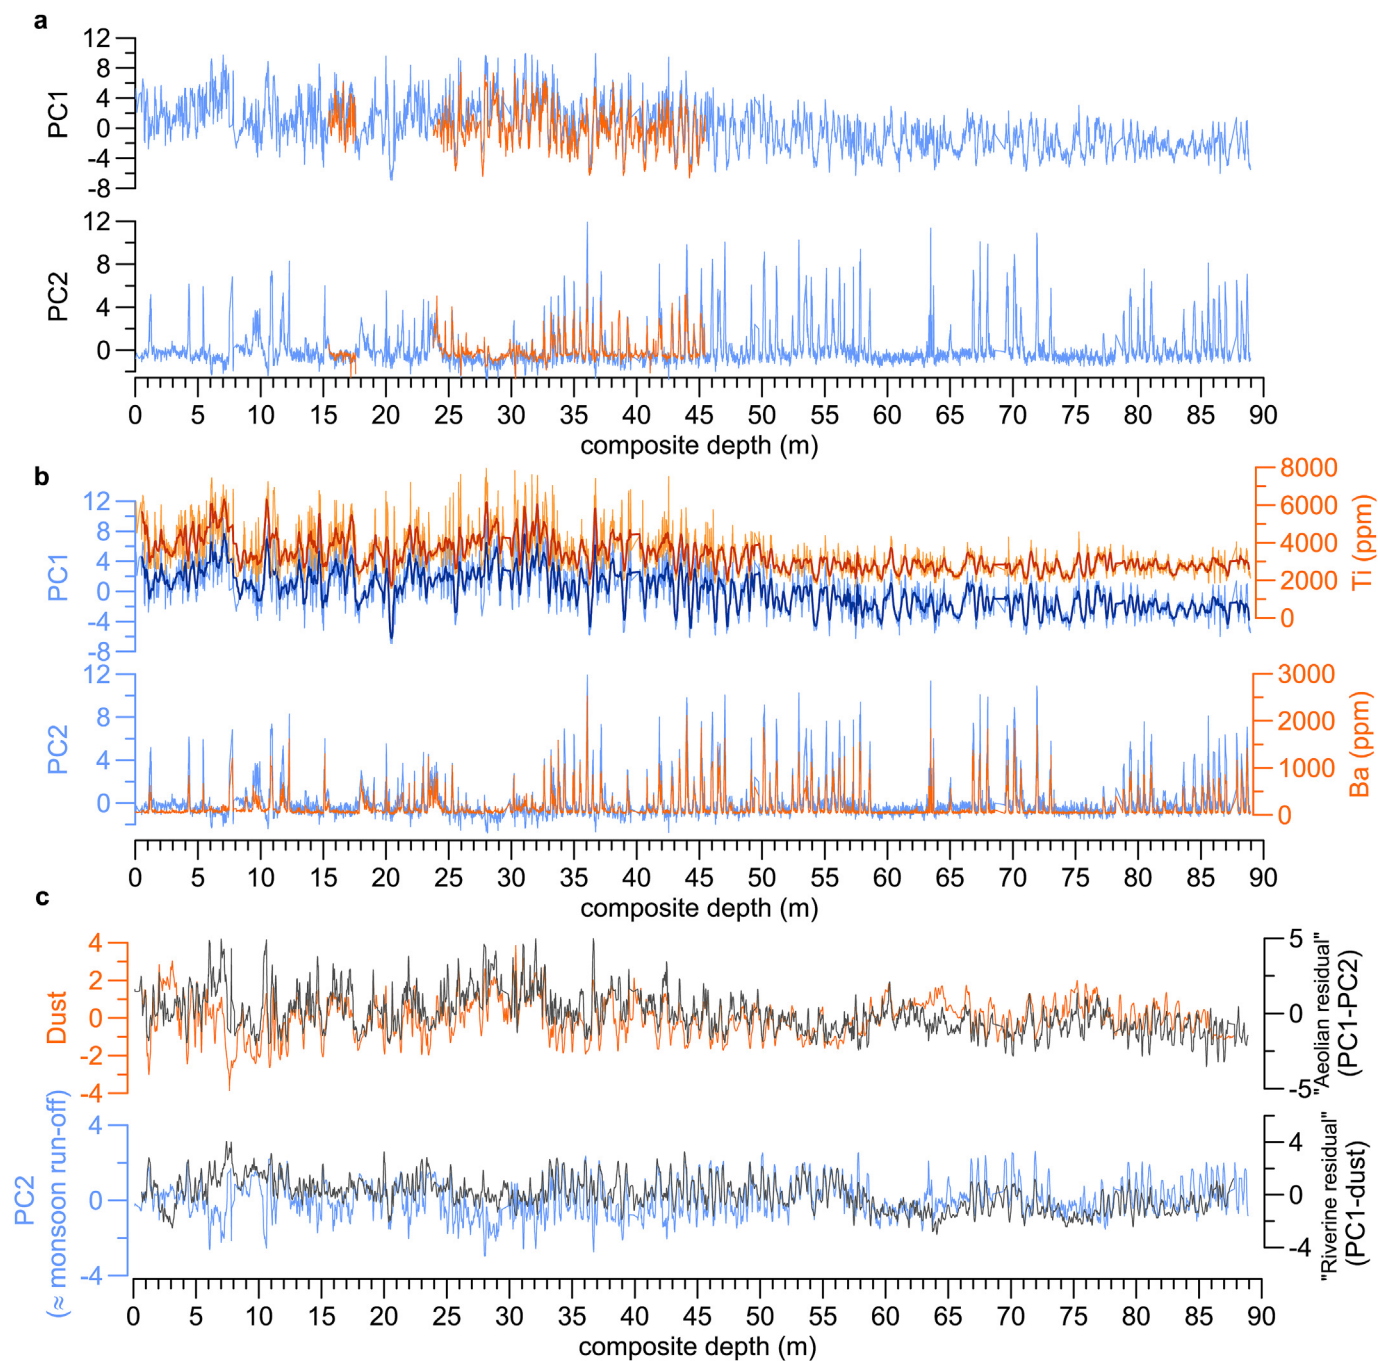 a
12
8
4
0
-4
-8
PC1
12
8
4
0
PC2
0 5 10 15 20 25 30 35 40 45 50 55 60 65 70 75 80 85 90
composite depth (m)
b
12
8
4
0
-4
-8
PC1
8000
6000
4000
2000
0
Ti (ppm)
12
8
4
0
PC2
3000
2000
1000
0
Ba (ppm)
0 5 10 15 20 25 30 35 40 45 50 55 60 65 70 75 80 85 90
composite depth (m)
c
4
2
0
-2
-4
Dust
5
0
-5
"Aeolian residual"
(PC1-PC2)
4
0
-4
PC2
(≈ monsoon run-off)
4
0
-4
"Riverine residual"
(PC1-dust)
0 5 10 15 20 25 30 35 40 45 50 55 60 65 70 75 80 85 90
composite depth (m)